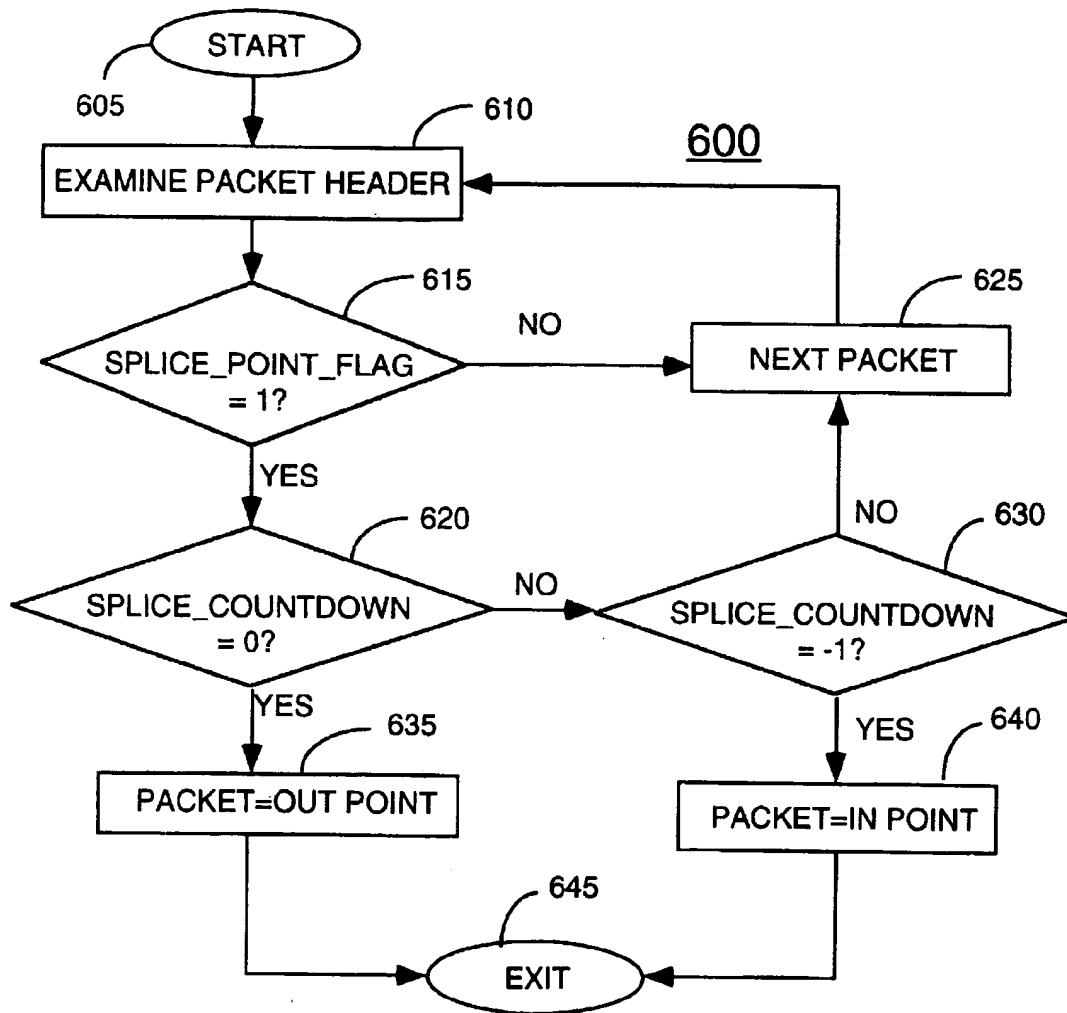 START
605
610
600
EXAMINE PACKET HEADER
615
625
NO
SPLICE_POINT_FLAG
= 1?
NEXT PACKET
YES
620
NO
630
SPLICE_COUNTDOWN
= 0?
NO
SPLICE_COUNTDOWN
= -1?
YES
635
YES
640
PACKET=OUT POINT
PACKET=IN POINT
645
EXIT